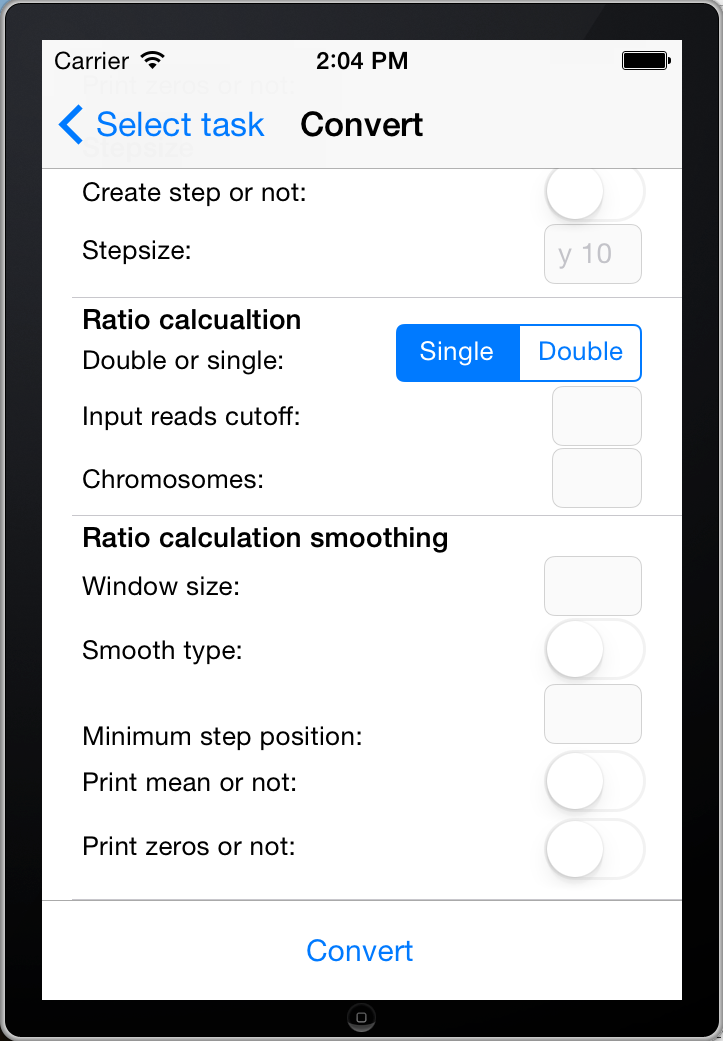 Carrier 2:04 PM
Print zeros or not:
Select task Convert
Stepsize
Create step or not:
Stepsize: y 10
Ratio calcualtion
Double or single: Single Double
Input reads cutoff:
Chromosomes:
Ratio calculation smoothing
Window size:
Smooth type:
Minimum step position:
Print mean or not:
Print zeros or not:
Convert